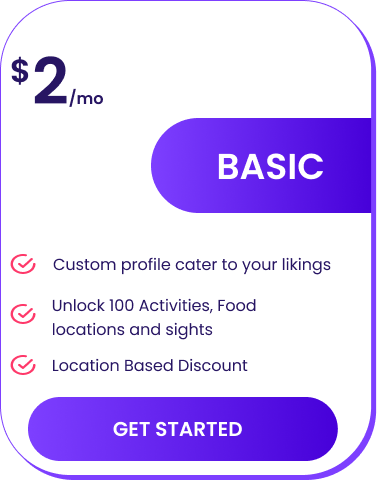 $2/mo
BASIC
Custom profile cater to your likings
Unlock 100 Activities, Food
locations and sights
Location Based Discount
GET STARTED